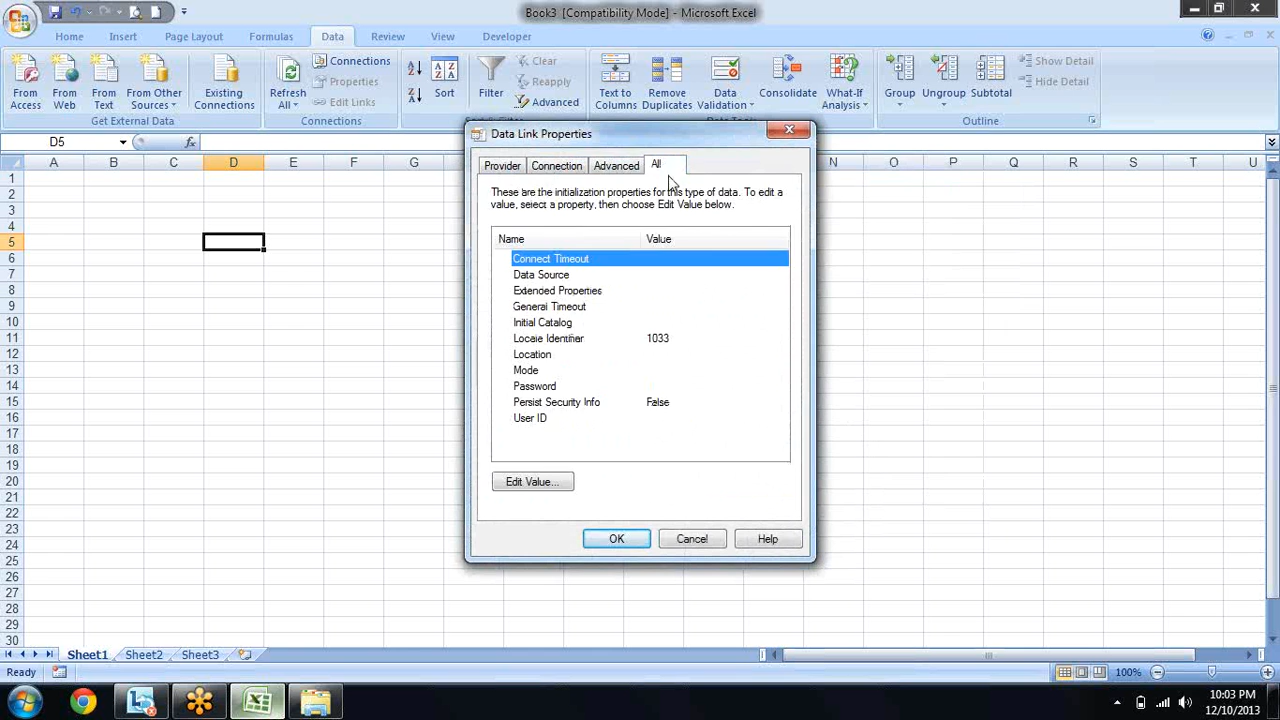 Book3 [Compatibility Mode] - Microsoft Excel
Home Insert Page Layout Formulas Data Review View Developer
From Access
From Web
From Text
From Other Sources
Existing Connections
Get External Data
Refresh All
Connections
Properties
Edit Links
Connections
Sort
Filter
Clear
Reapply
Advanced
Text to Columns
Remove Duplicates
Data Validation
Consolidate
What-If Analysis
Group
Ungroup
Subtotal
Show Detail
Hide Detail
Outline
D5 fx
A B C D E F G N O P Q R S T U
Data Link Properties
Provider Connection Advanced All
These are the initialization properties for this type of data. To edit a
value, select a property, then choose Edit Value below.
Name Value
Connect Timeout
Data Source
Extended Properties
General Timeout
Initial Catalog
Locale Identifier 1033
Location
Mode
Password
Persist Security Info False
User ID
Edit Value...
OK Cancel Help
1
2
3
4
5
6
7
8
9
10
11
12
13
14
15
16
17
18
19
20
21
22
23
24
25
26
27
28
29
30
Sheet1 Sheet2 Sheet3
Ready 100%
10:03 PM
12/10/2013